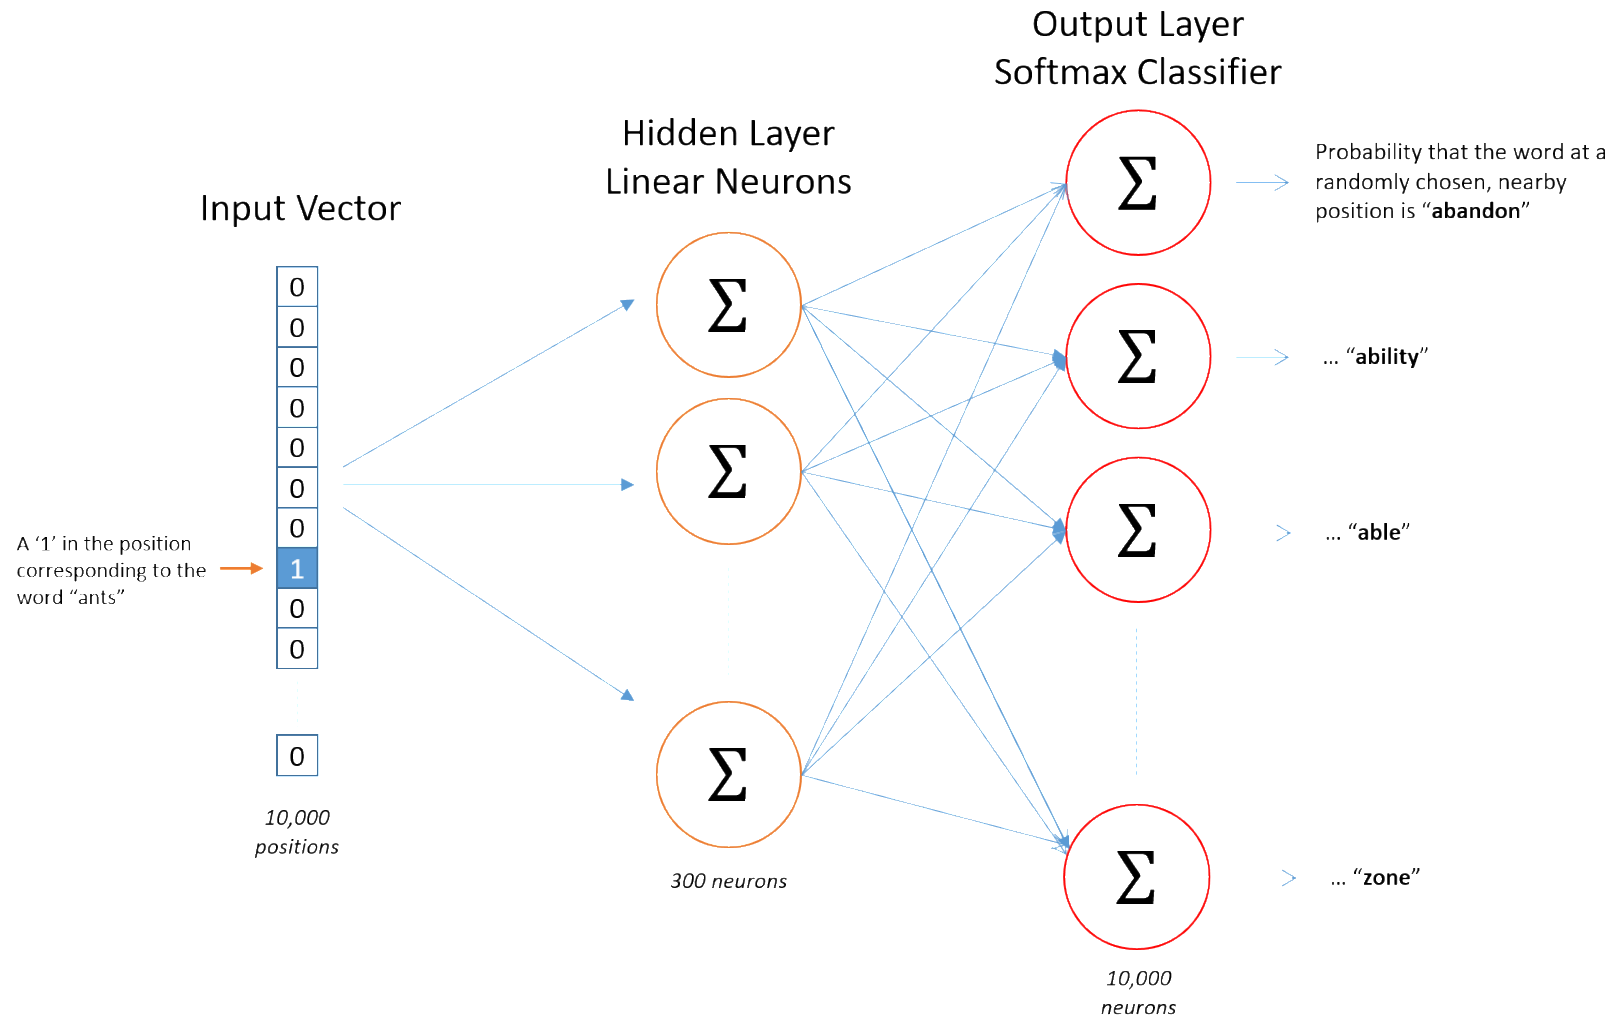 Output Layer
Softmax Classifier
Hidden Layer
Linear Neurons
Input Vector
0
0
0
0
0
0
0
1
0
0
0
A ‘1’ in the position
corresponding to the
word “ants”
10,000
positions
Σ
Σ
Σ
300 neurons
Σ
Σ
Σ
Σ
10,000
neurons
Probability that the word at a
randomly chosen, nearby
position is “abandon”
... “ability”
... “able”
... “zone”